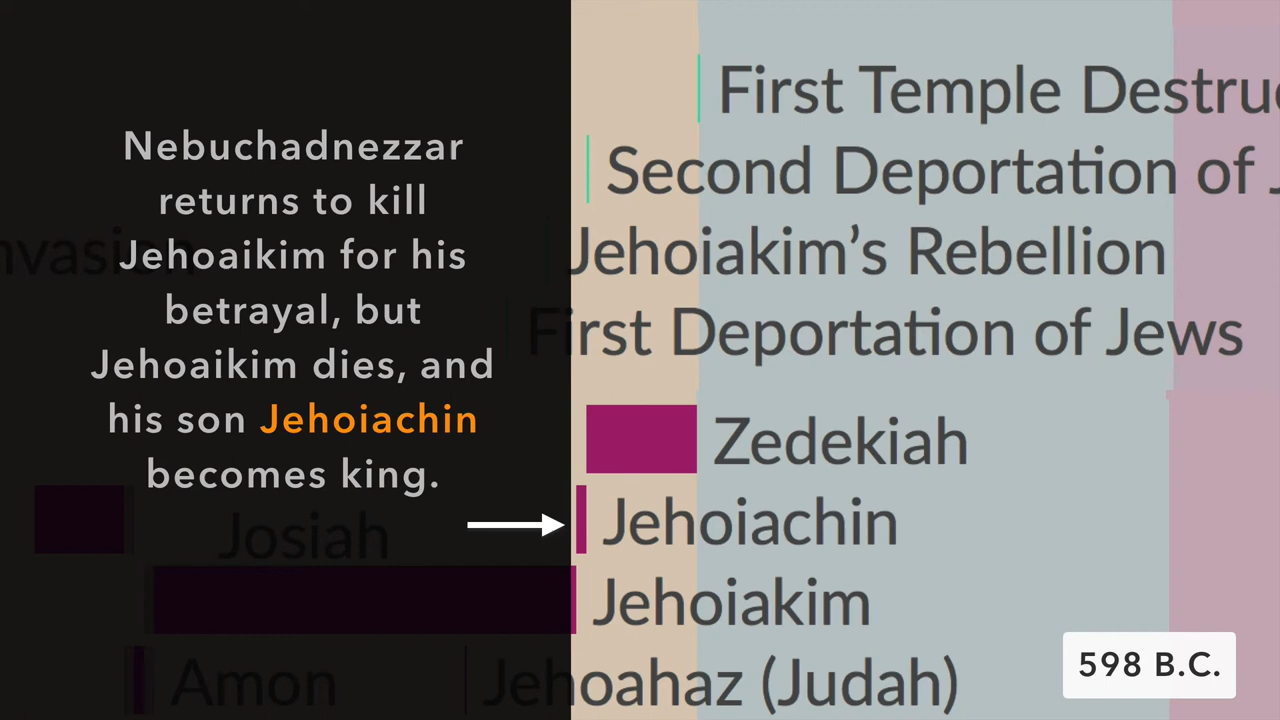 Nebuchadnezzar
returns to kill
Jehoaikim for his
betrayal, but
Jehoaikim dies, and
his son Jehoiachin
becomes king.
First Temple
Second Deportation of
nvasion
Jehoiakim’s Rebellion
First Deportation of Jews
Zedekiah
Josiah
Jehoiachin
Jehoiakim
Amon
Jehoahaz (Judah)
598 B.C.